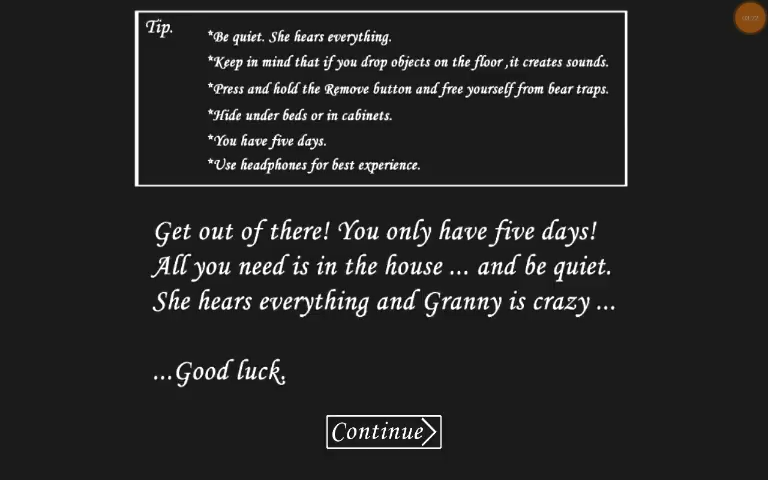 Tip.
*Be quiet. She hears everything.
*Keep in mind that if you drop objects on the floor ,it creates sounds.
*Press and hold the Remove button and free yourself from bear traps.
*Hide under beds or in cabinets.
*You have five days.
*Use headphones for best experience.
Get out of there! You only have five days!
All you need is in the house ... and be quiet.
She hears everything and Granny is crazy ...
...Good luck.
Continue